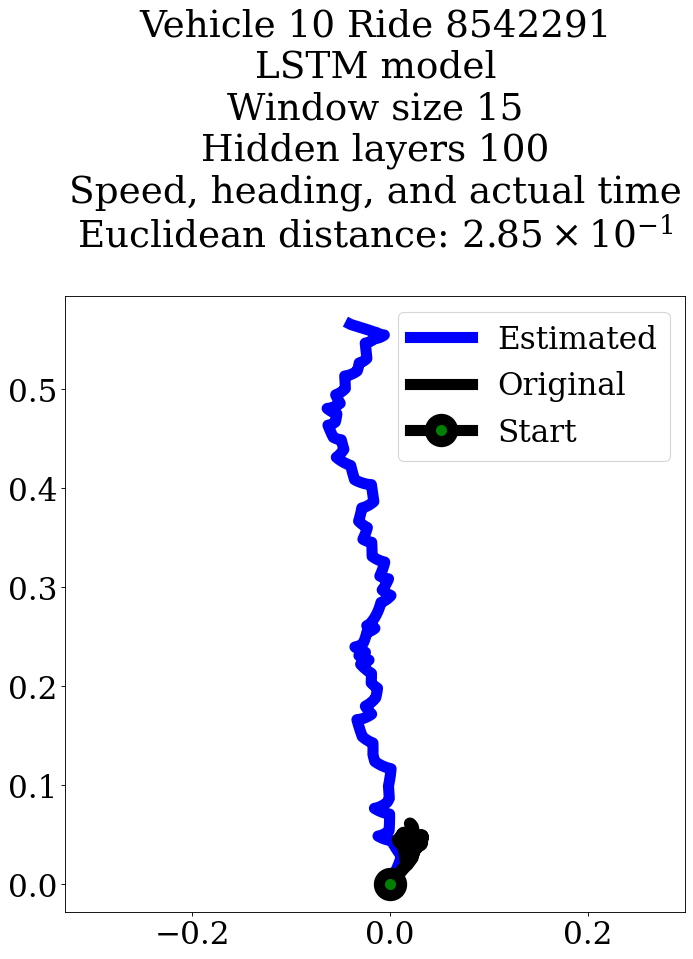 Vehicle 10 Ride 8542291
LSTM model
Window size 15
Hidden layers 100
Speed, heading, and actual time
Euclidean distance: 2.85 × 10⁻¹
Estimated
Original
Start
0.5
0.4
0.3
0.2
0.1
0.0
−0.2 0.0 0.2